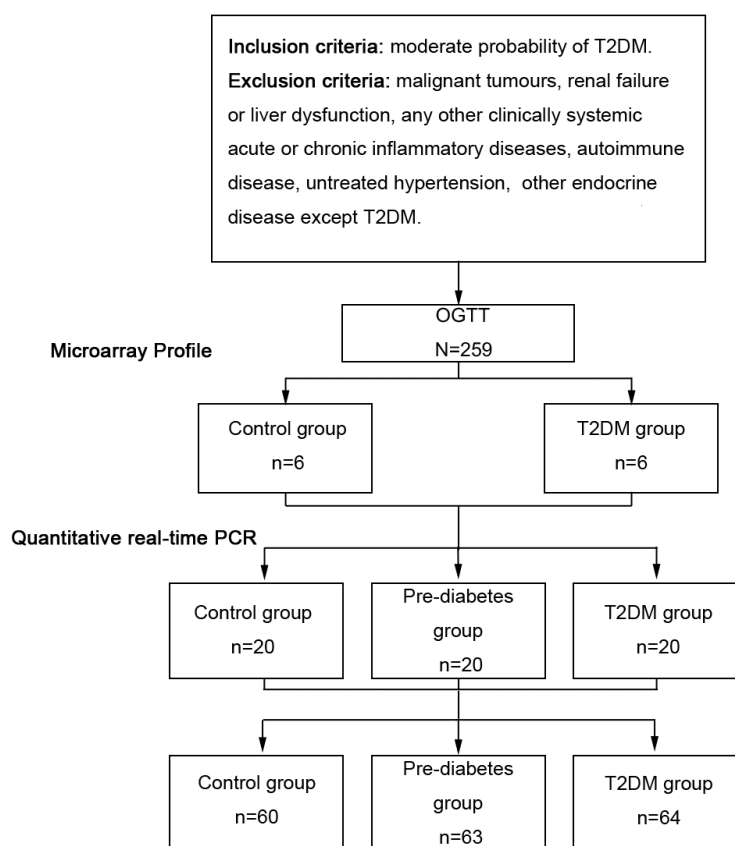 Inclusion criteria: moderate probability of T2DM.
Exclusion criteria: malignant tumours, renal failure
or liver dysfunction, any other clinically systemic
acute or chronic inflammatory diseases, autoimmune
disease, untreated hypertension, other endocrine
disease except T2DM.
OGTT
N=259
Microarray Profile
Control group
n=6
T2DM group
n=6
Quantitative real-time PCR
Control group
n=20
Pre-diabetes
group
n=20
T2DM group
n=20
Control group
n=60
Pre-diabetes
group
n=63
T2DM group
n=64